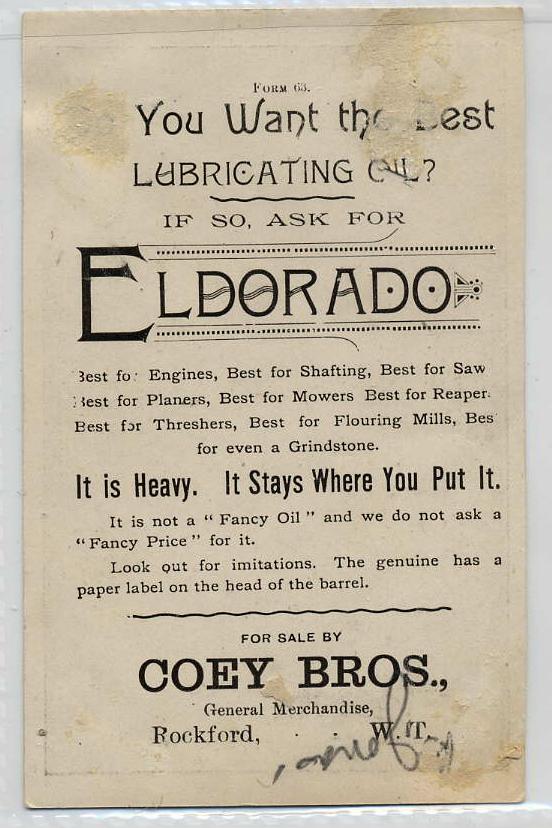 FORM 63.
You Want the Best
LUBRICATING OIL?
IF SO, ASK FOR
ELDORADO
Best for Engines, Best for Shafting, Best for Saw
Best for Planers, Best for Mowers Best for Reaper
Best for Threshers, Best for Flouring Mills, Bes
for even a Grindstone.
It is Heavy. It Stays Where You Put It.
It is not a "Fancy Oil" and we do not ask a
"Fancy Price" for it.
Look out for imitations. The genuine has a
paper label on the head of the barrel.
FOR SALE BY
COEY BROS.,
General Merchandise,
Rockford, W. T.